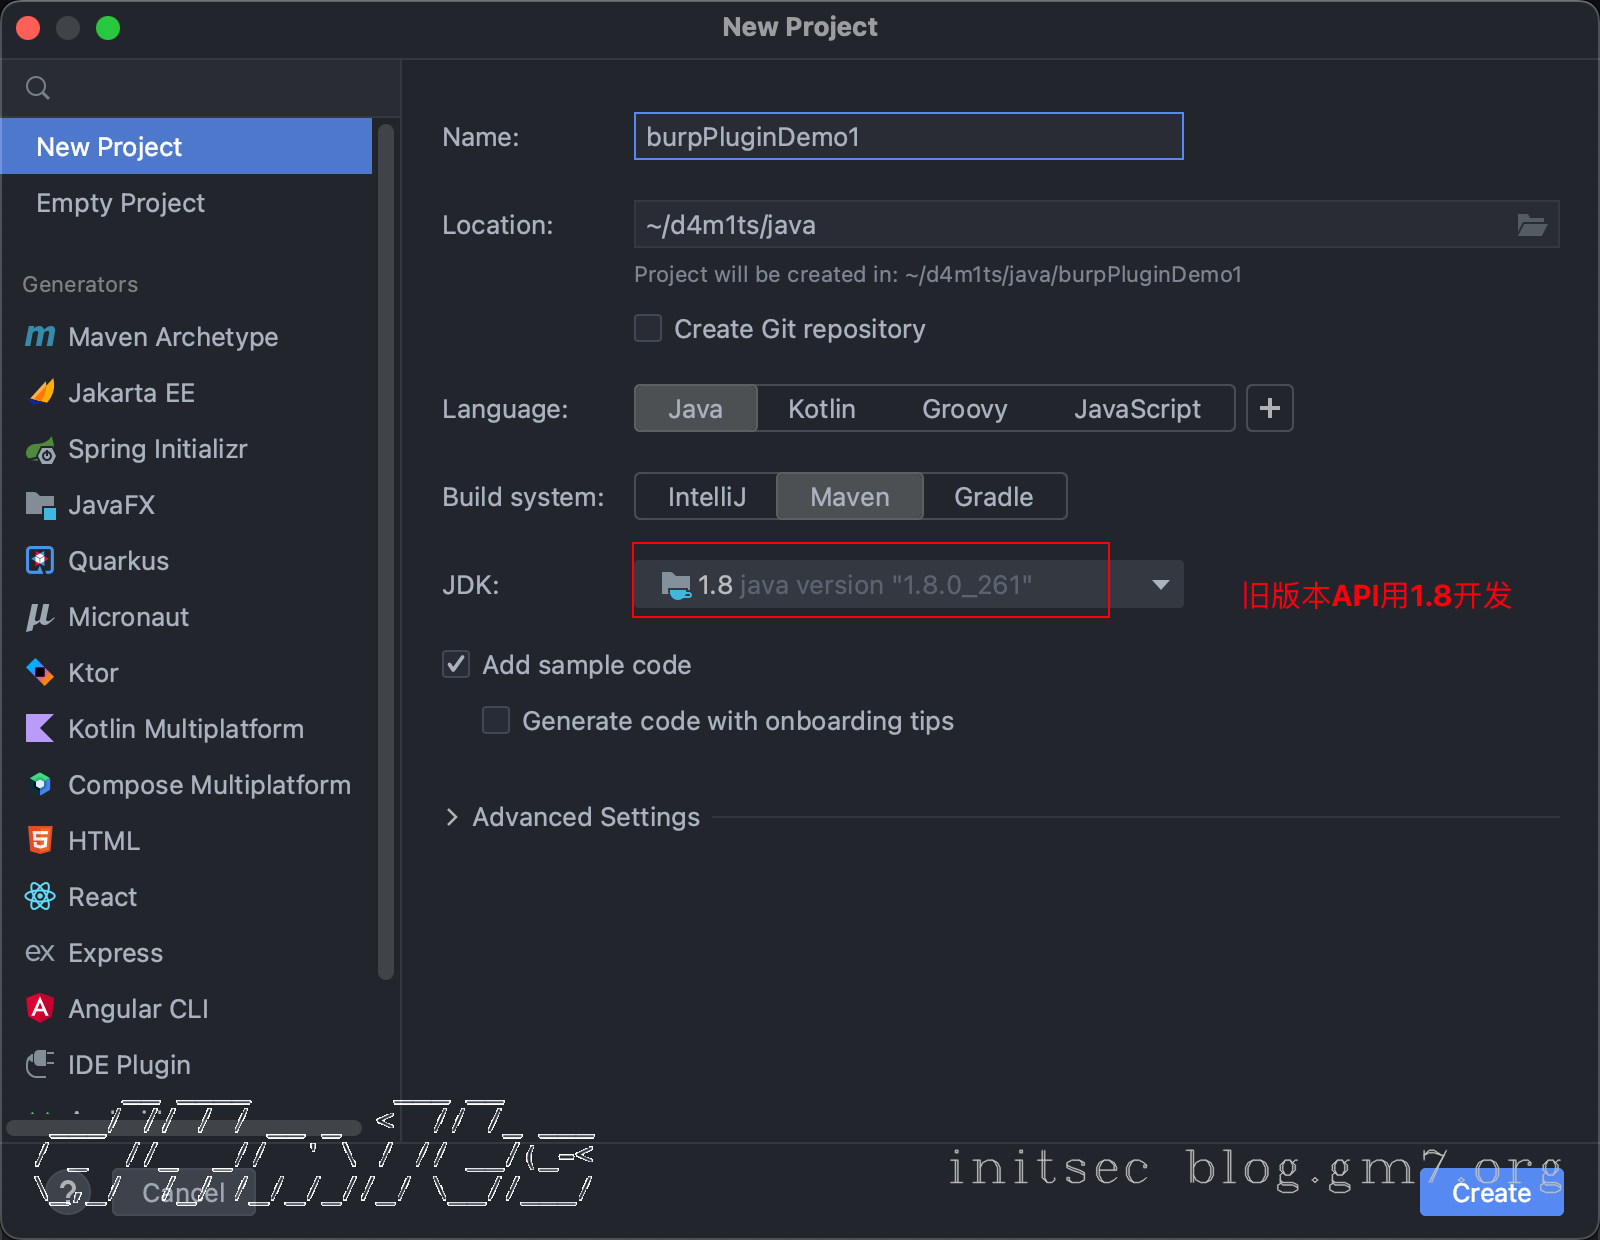 New Project
New Project
Empty Project
Generators
Maven Archetype
Jakarta EE
Spring Initializr
JavaFX
Quarkus
Micronaut
Ktor
Kotlin Multiplatform
Compose Multiplatform
HTML
React
ex Express
Angular CLI
IDE Plugin
Name: burpPluginDemo1
Location: ~/d4m1ts/java
Project will be created in: ~/d4m1ts/java/burpPluginDemo1
Create Git repository
Language: Java Kotlin Groovy JavaScript +
Build system: IntelliJ Maven Gradle
JDK: 1.8 java version "1.8.0_261"
旧版本API用1.8开发
Add sample code
Generate code with onboarding tips
Advanced Settings
d4m1ts
initsec blog.gm7.org
? Cancel Create